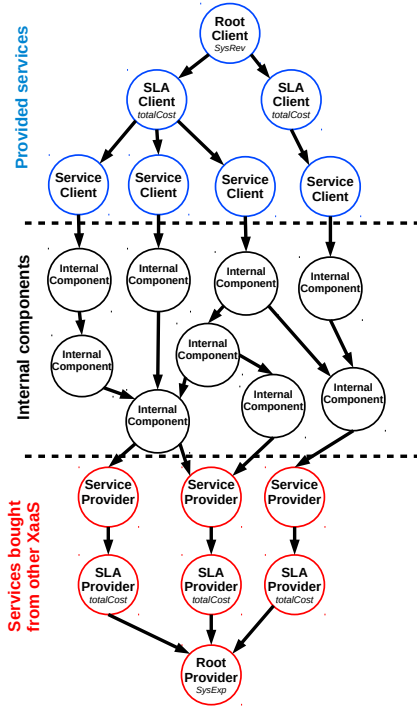 Provided services
Root
Client
SysRev
SLA
Client
totalCost
SLA
Client
totalCost
Service
Client
Service
Client
Service
Client
Service
Client
Internal components
Internal
Component
Internal
Component
Internal
Component
Internal
Component
Internal
Component
Internal
Component
Internal
Component
Internal
Component
Internal
Component
Services bought
from other XaaS
Service
Provider
Service
Provider
Service
Provider
SLA
Provider
totalCost
SLA
Provider
totalCost
SLA
Provider
totalCost
Root
Provider
SysExp